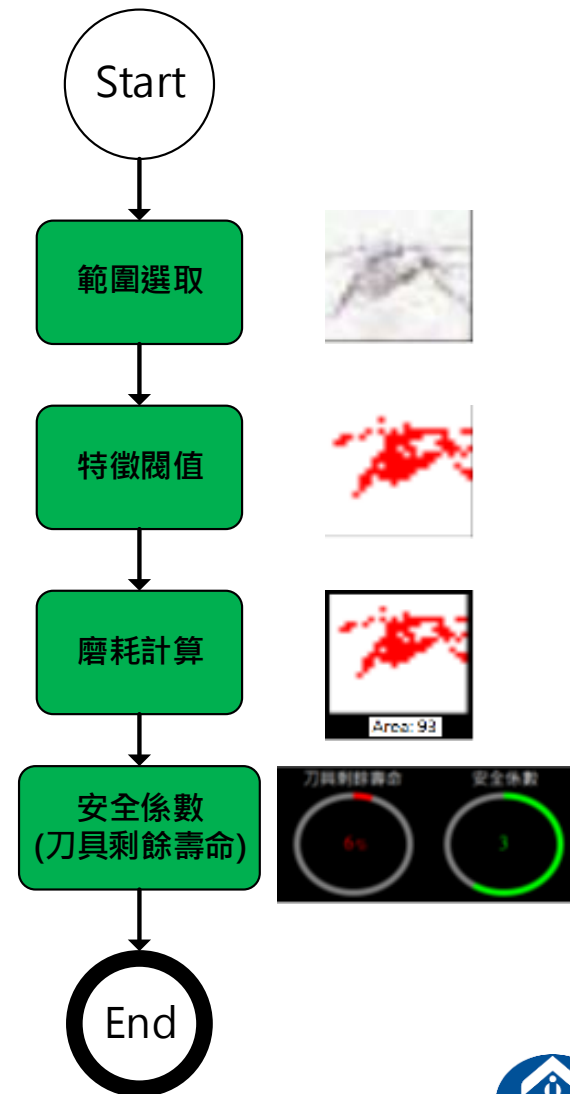 Start
範圍選取
特徵閥值
磨耗計算
Area: 93
安全係數
(刀具剩餘壽命)
刀具剩餘壽命
安全係數
6%
3
End